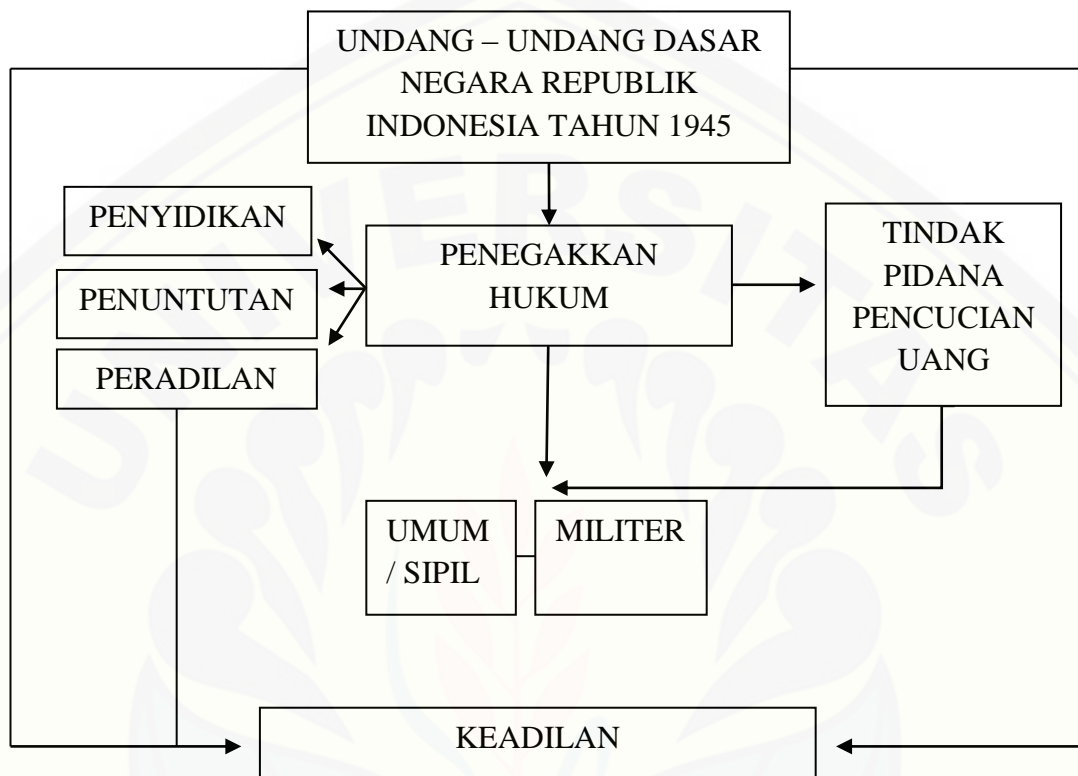 UNDANG – UNDANG DASAR
NEGARA REPUBLIK
INDONESIA TAHUN 1945
PENYIDIKAN
PENUNTUTAN
PERADILAN
PENEGAKKAN
HUKUM
TINDAK
PIDANA
PENCUCIAN
UANG
UMUM
/ SIPIL
MILITER
KEADILAN
UNIVERSITAS